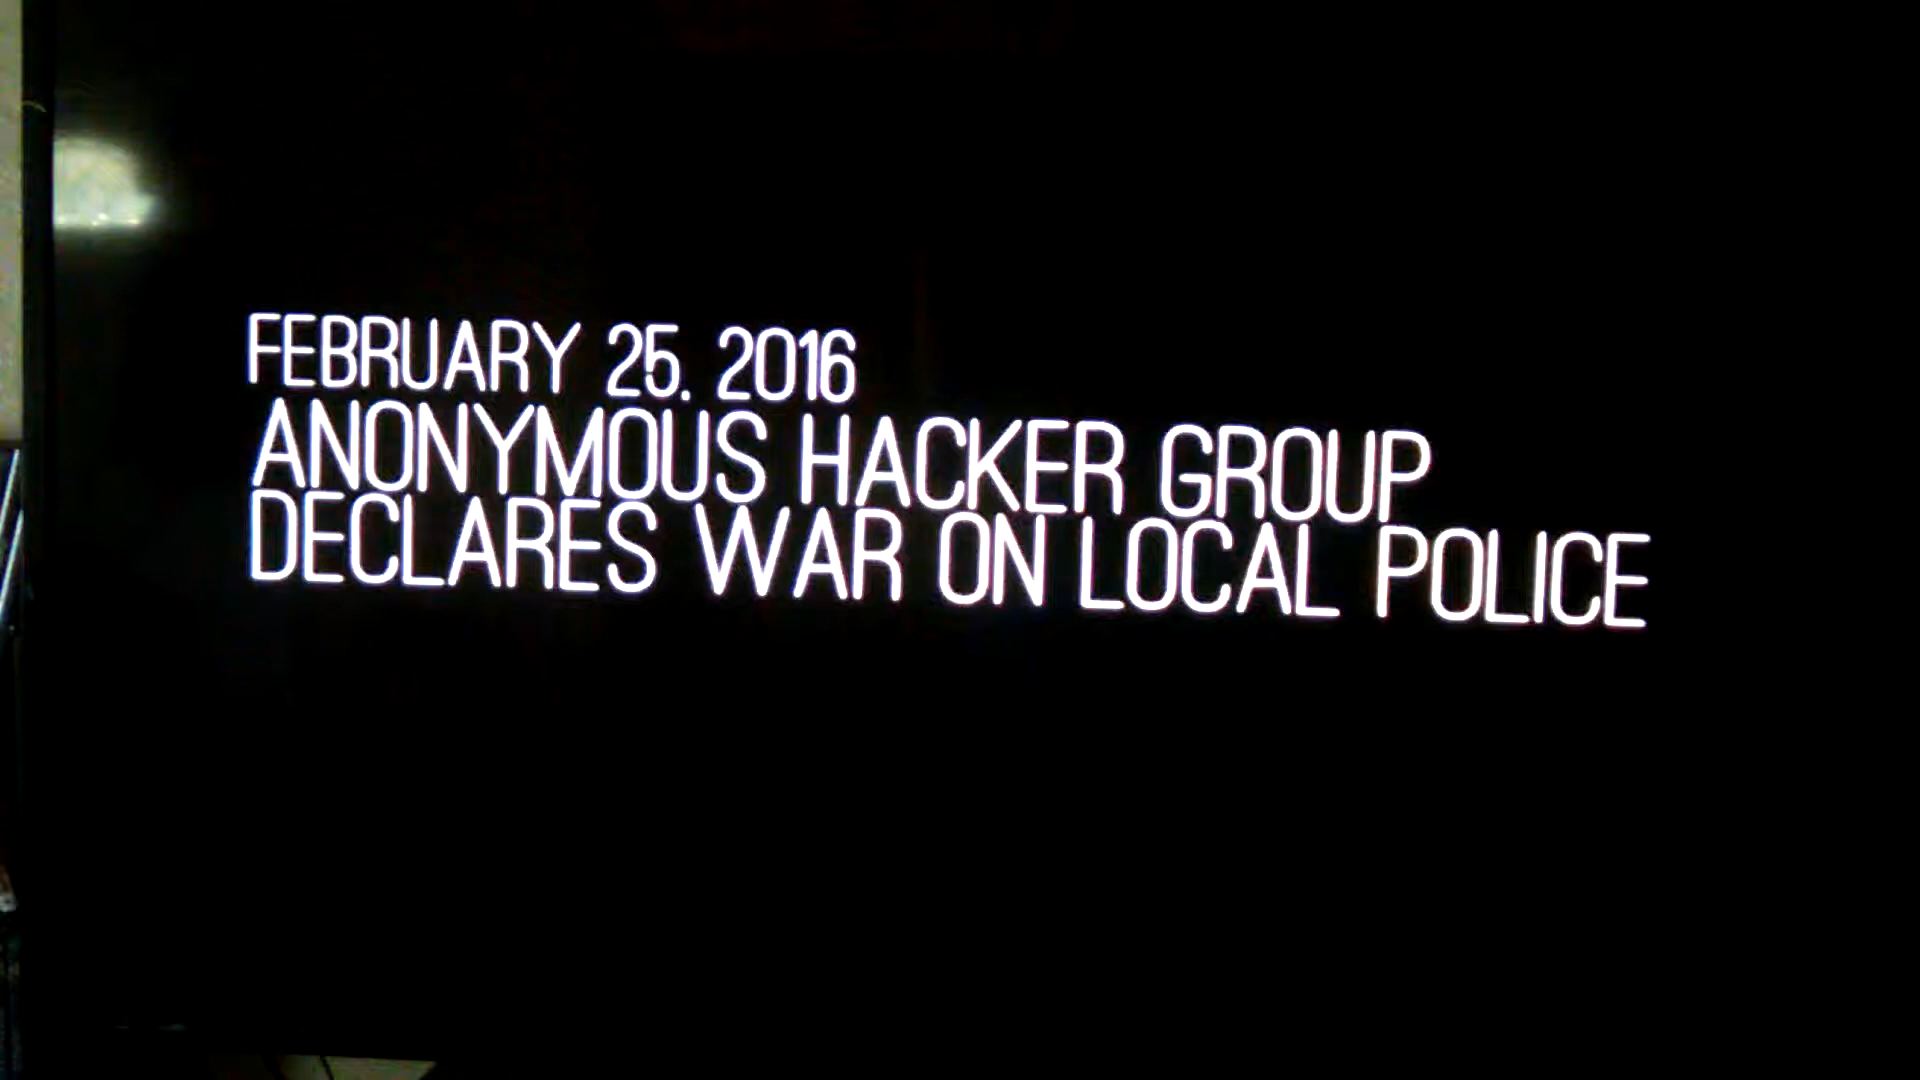 FEBRUARY 25, 2016
ANONYMOUS HACKER GROUP
DECLARES WAR ON LOCAL POLICE